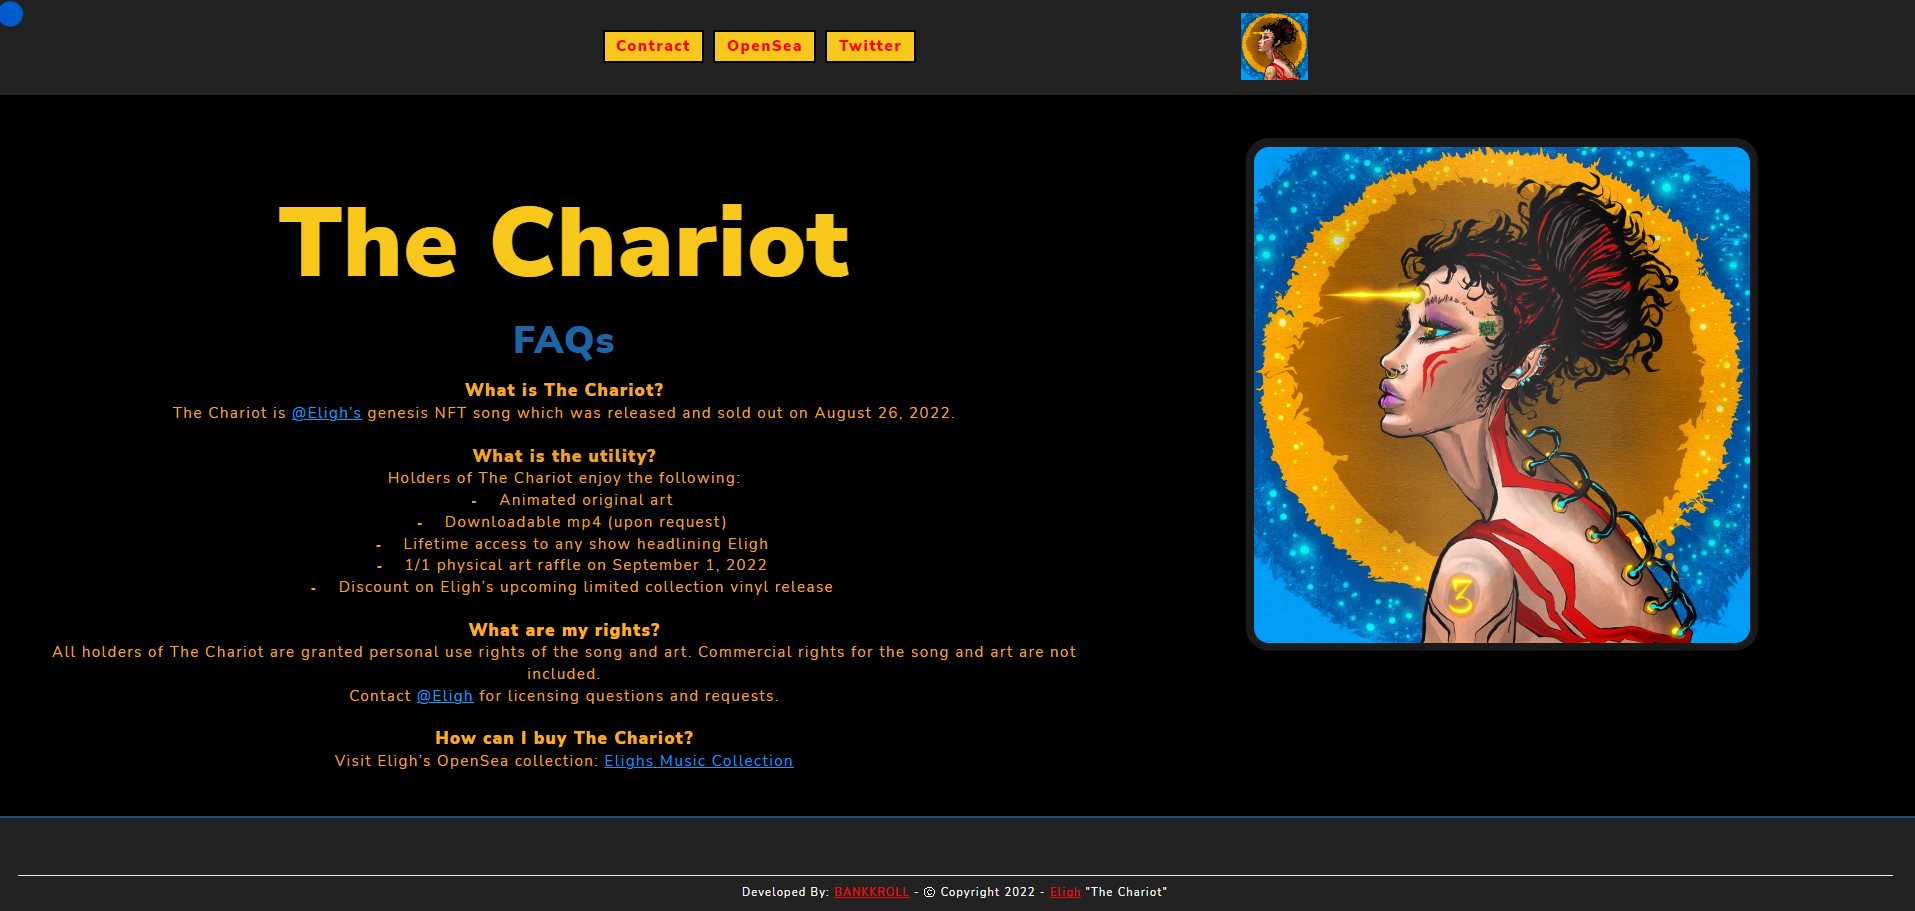 Contract OpenSea Twitter
The Chariot
FAQs
What is The Chariot?
The Chariot is @Eligh's genesis NFT song which was released and sold out on August 26, 2022.
What is the utility?
Holders of The Chariot enjoy the following:
- Animated original art
- Downloadable mp4 (upon request)
- Lifetime access to any show headlining Eligh
- 1/1 physical art raffle on September 1, 2022
- Discount on Eligh's upcoming limited collection vinyl release
What are my rights?
All holders of The Chariot are granted personal use rights of the song and art. Commercial rights for the song and art are not
included.
Contact @Eligh for licensing questions and requests.
How can I buy The Chariot?
Visit Eligh's OpenSea collection: Elighs Music Collection
3
Developed By: BANKKROLL - © Copyright 2022 - Eligh "The Chariot"